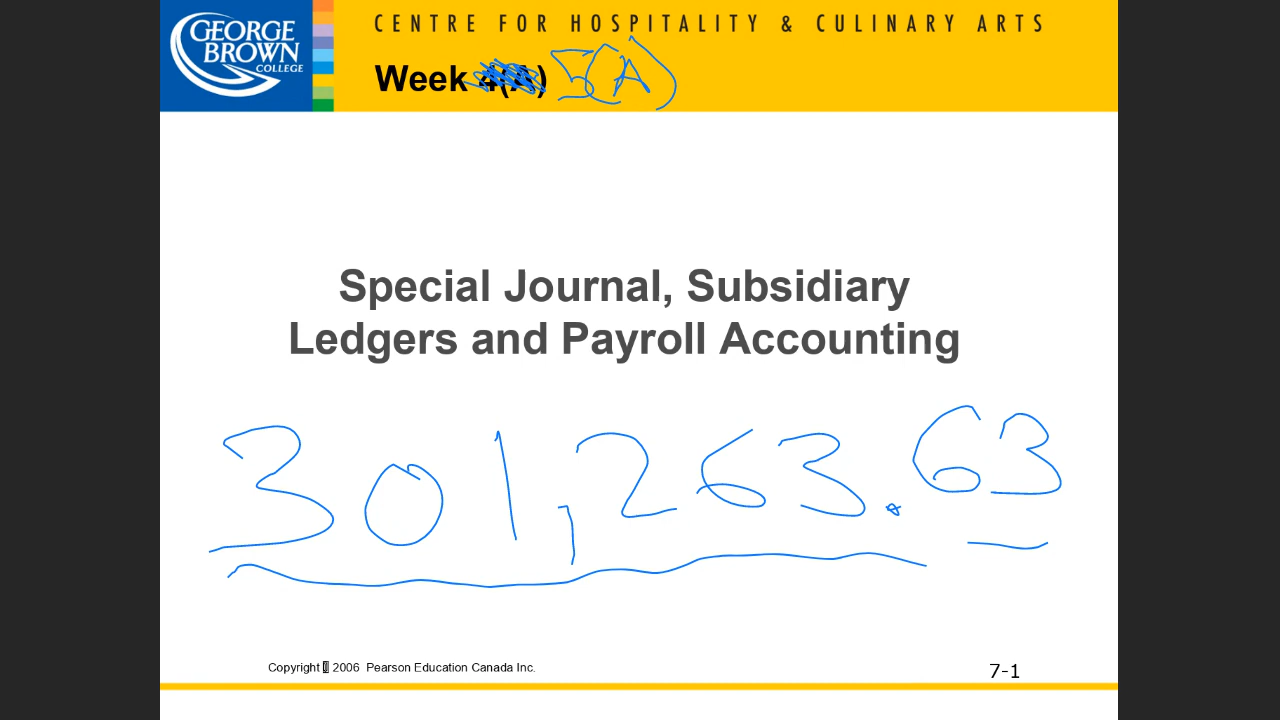 GEORGE
BROWN
COLLEGE
CENTRE FOR HOSPITALITY & CULINARY ARTS
Week 4(A) 5(A)
Special Journal, Subsidiary
Ledgers and Payroll Accounting
301,263.63
Copyright 2006 Pearson Education Canada Inc.
7-1